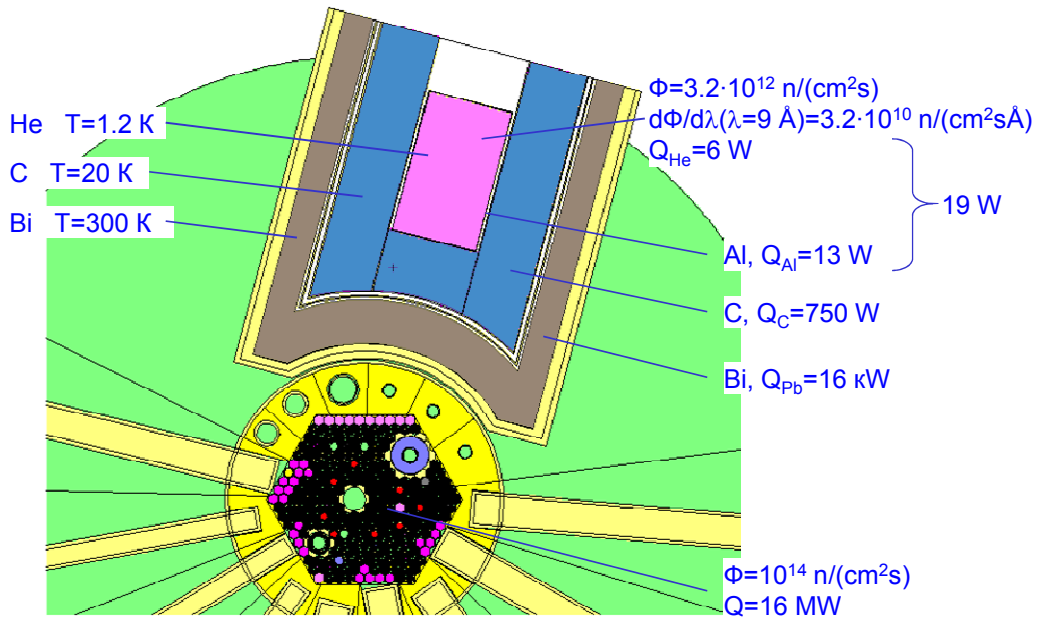 He T=1.2 К
C T=20 К
Bi T=300 К
Φ=3.2·10¹² n/(cm²s)
dΦ/dλ(λ=9 Å)=3.2·10¹⁰ n/(cm²sÅ)
Q_He=6 W
19 W
Al, Q_Al=13 W
C, Q_C=750 W
Bi, Q_Pb=16 кW
Φ=10¹⁴ n/(cm²s)
Q=16 MW